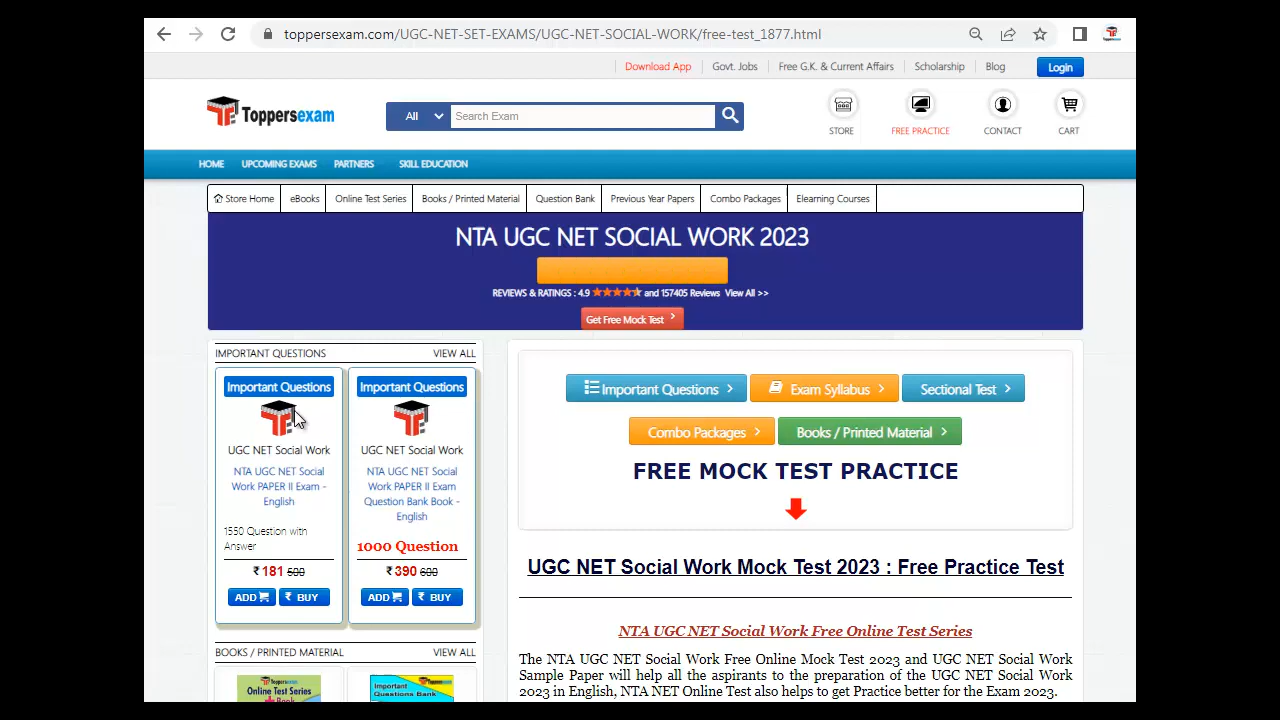 toppersexam.com/UGC-NET-SET-EXAMS/UGC-NET-SOCIAL-WORK/free-test_1877.html
Download App Govt. Jobs Free G.K. & Current Affairs Scholarship Blog Login
Toppersexam All Search Exam
STORE FREE PRACTICE CONTACT CART
HOME UPCOMING EXAMS PARTNERS SKILL EDUCATION
Store Home eBooks Online Test Series Books / Printed Material Question Bank Previous Year Papers Combo Packages Elearning Courses
NTA UGC NET SOCIAL WORK 2023
REVIEWS & RATINGS : 4.9 and 157405 Reviews View All >>
Get Free Mock Test >
IMPORTANT QUESTIONS VIEW ALL
Important Questions
UGC NET Social Work
NTA UGC NET Social
Work PAPER II Exam -
English
1550 Question with
Answer
₹ 181 500
ADD ₹ BUY
Important Questions
UGC NET Social Work
NTA UGC NET Social
Work PAPER II Exam
Question Bank Book -
English
1000 Question
₹ 390 600
ADD ₹ BUY
BOOKS / PRINTED MATERIAL VIEW ALL
Toppersexam
Online Test Series
Book
Toppersexam
Important
Questions Bank
Important Questions > Exam Syllabus > Sectional Test >
Combo Packages > Books / Printed Material >
FREE MOCK TEST PRACTICE
UGC NET Social Work Mock Test 2023 : Free Practice Test
NTA UGC NET Social Work Free Online Test Series
The NTA UGC NET Social Work Free Online Mock Test 2023 and UGC NET Social Work
Sample Paper will help all the aspirants to the preparation of the UGC NET Social Work
2023 in English, NTA NET Online Test also helps to get Practice better for the Exam 2023.